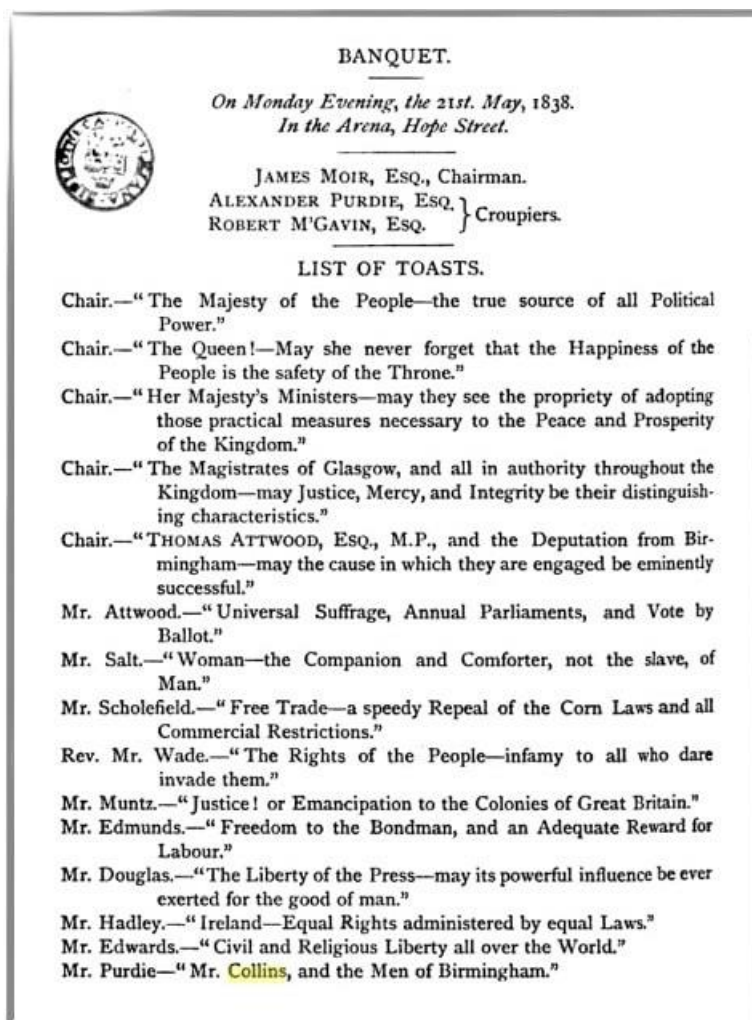 BANQUET.
On Monday Evening, the 21st. May, 1838.
In the Arena, Hope Street.
JAMES MOIR, ESQ., Chairman.
ALEXANDER PURDIE, ESQ.
ROBERT M'GAVIN, ESQ. } Croupiers.
LIST OF TOASTS.
Chair.—“The Majesty of the People—the true source of all Political
Power.”
Chair.—“The Queen!—May she never forget that the Happiness of the
People is the safety of the Throne.”
Chair.—“Her Majesty's Ministers—may they see the propriety of adopting
those practical measures necessary to the Peace and Prosperity
of the Kingdom.”
Chair.—“The Magistrates of Glasgow, and all in authority throughout the
Kingdom—may Justice, Mercy, and Integrity be their distinguish-
ing characteristics.”
Chair.—“THOMAS ATTWOOD, ESQ., M.P., and the Deputation from Bir-
mingham—may the cause in which they are engaged be eminently
successful.”
Mr. Attwood.—“Universal Suffrage, Annual Parliaments, and Vote by
Ballot.”
Mr. Salt.—“Woman—the Companion and Comforter, not the slave, of
Man.”
Mr. Scholefield.—“Free Trade—a speedy Repeal of the Corn Laws and all
Commercial Restrictions.”
Rev. Mr. Wade.—“The Rights of the People—infamy to all who dare
invade them.”
Mr. Muntz.—“Justice! or Emancipation to the Colonies of Great Britain.”
Mr. Edmunds.—“Freedom to the Bondman, and an Adequate Reward for
Labour.”
Mr. Douglas.—“The Liberty of the Press—may its powerful influence be ever
exerted for the good of man.”
Mr. Hadley.—“Ireland—Equal Rights administered by equal Laws.”
Mr. Edwards.—“Civil and Religious Liberty all over the World.”
Mr. Purdie—“Mr. Collins, and the Men of Birmingham.”